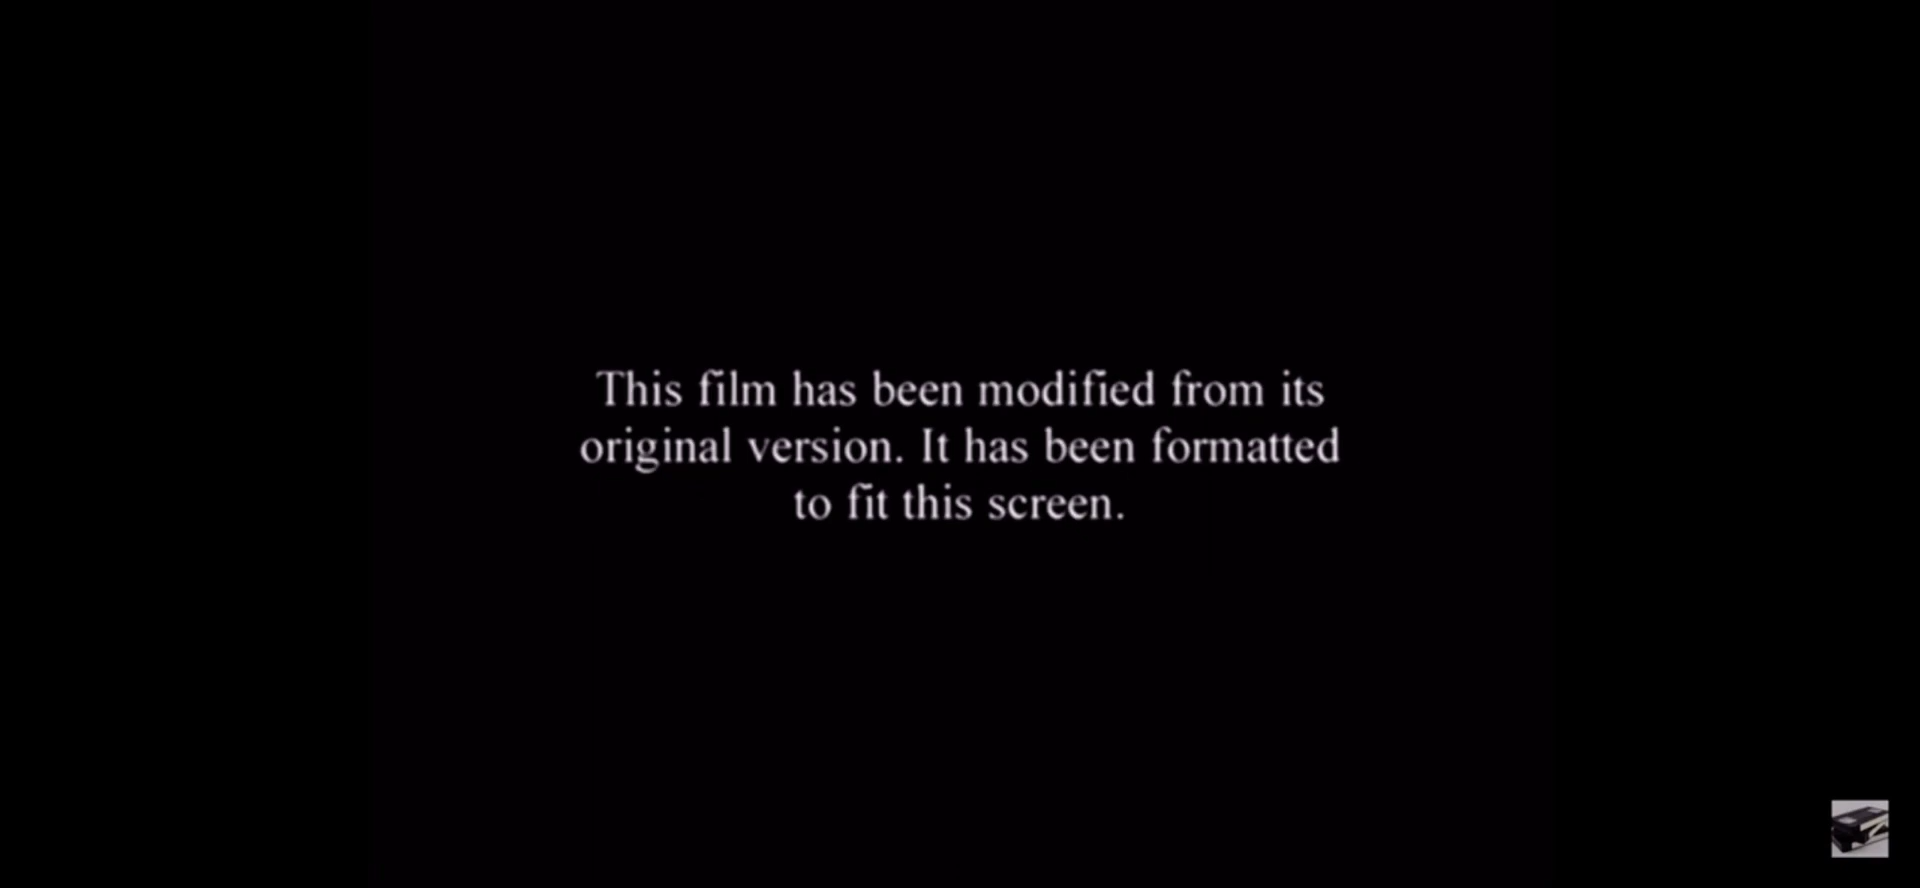 This film has been modified from its
original version. It has been formatted
to fit this screen.